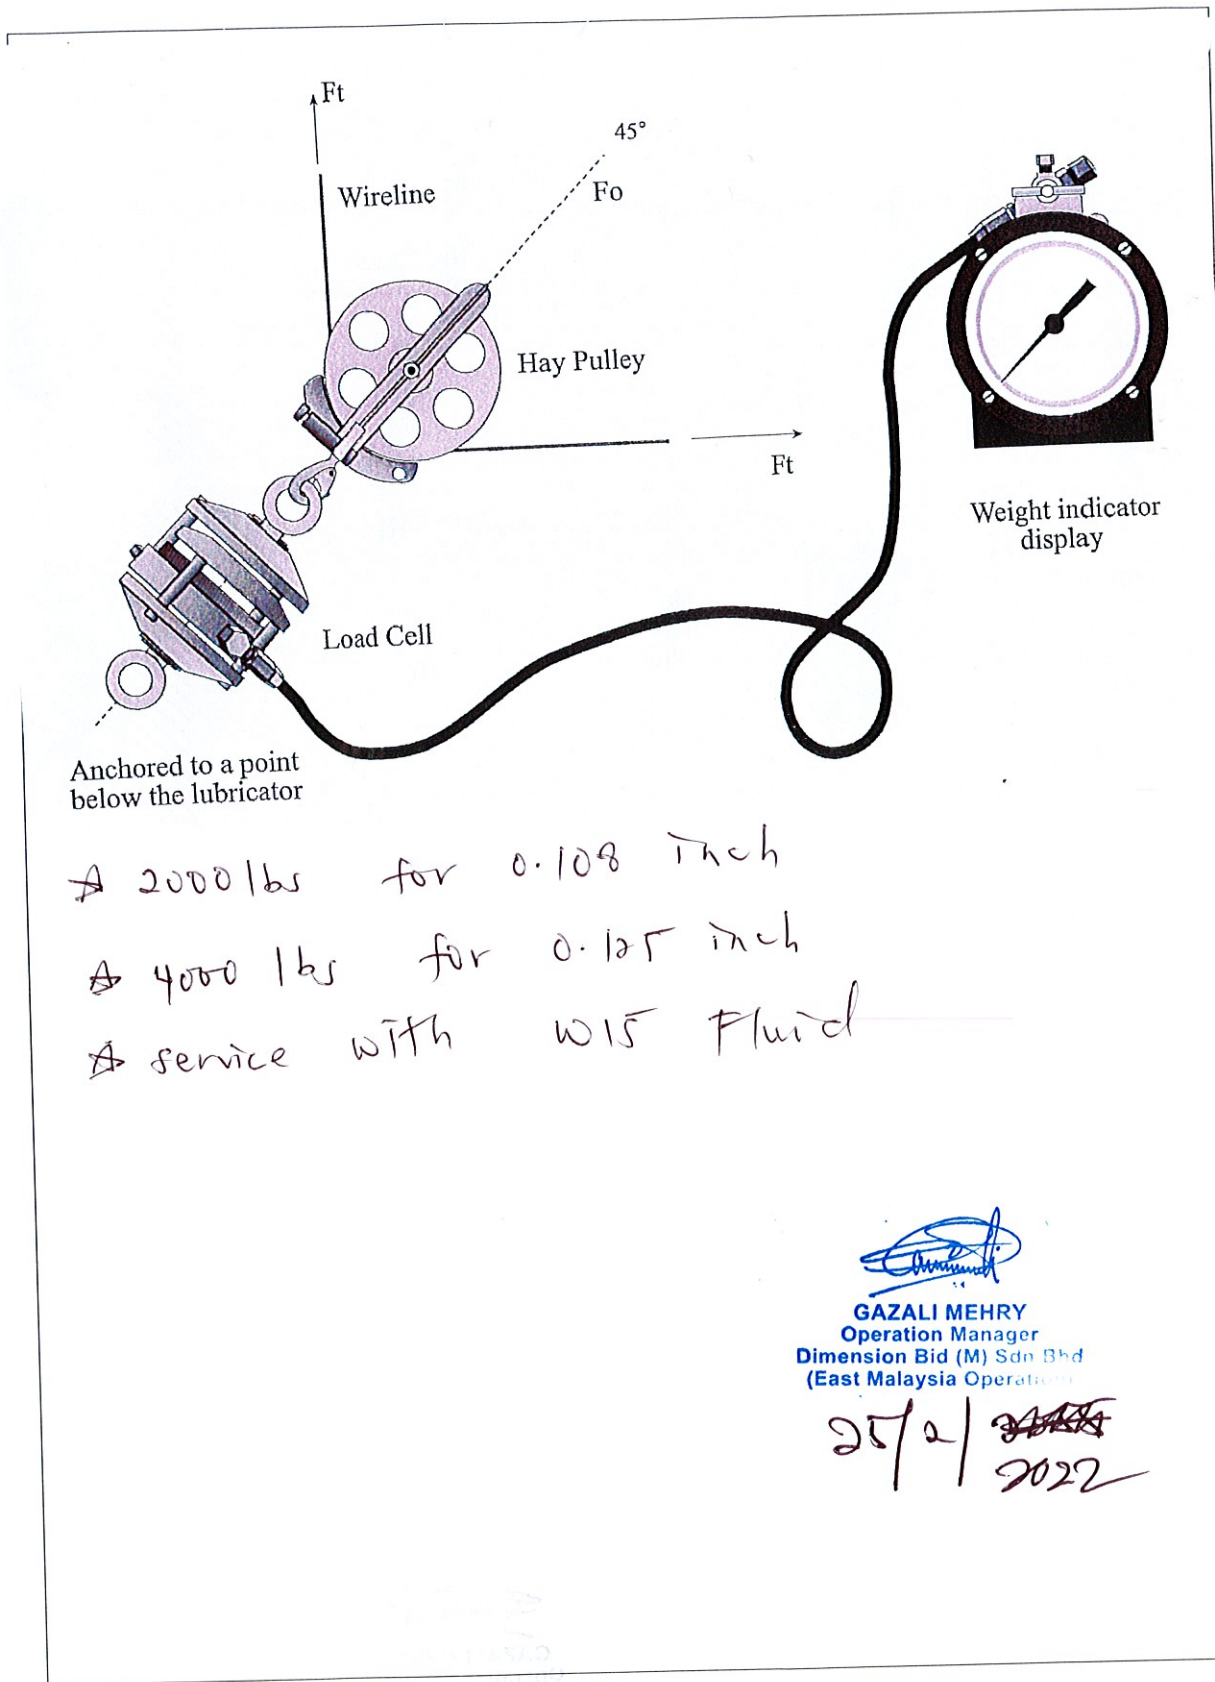 Ft
45°
Wireline
Fo
Hay Pulley
Ft
Weight indicator
display
Load Cell
Anchored to a point
below the lubricator
☆ 2000 lbs for 0.108 inch
☆ 4000 lbs for 0.125 inch
☆ service with W15 Fluid
GAZALI MEHRY
Operation Manager
Dimension Bid (M) Sdn Bhd
(East Malaysia Operation
25/2/
2022